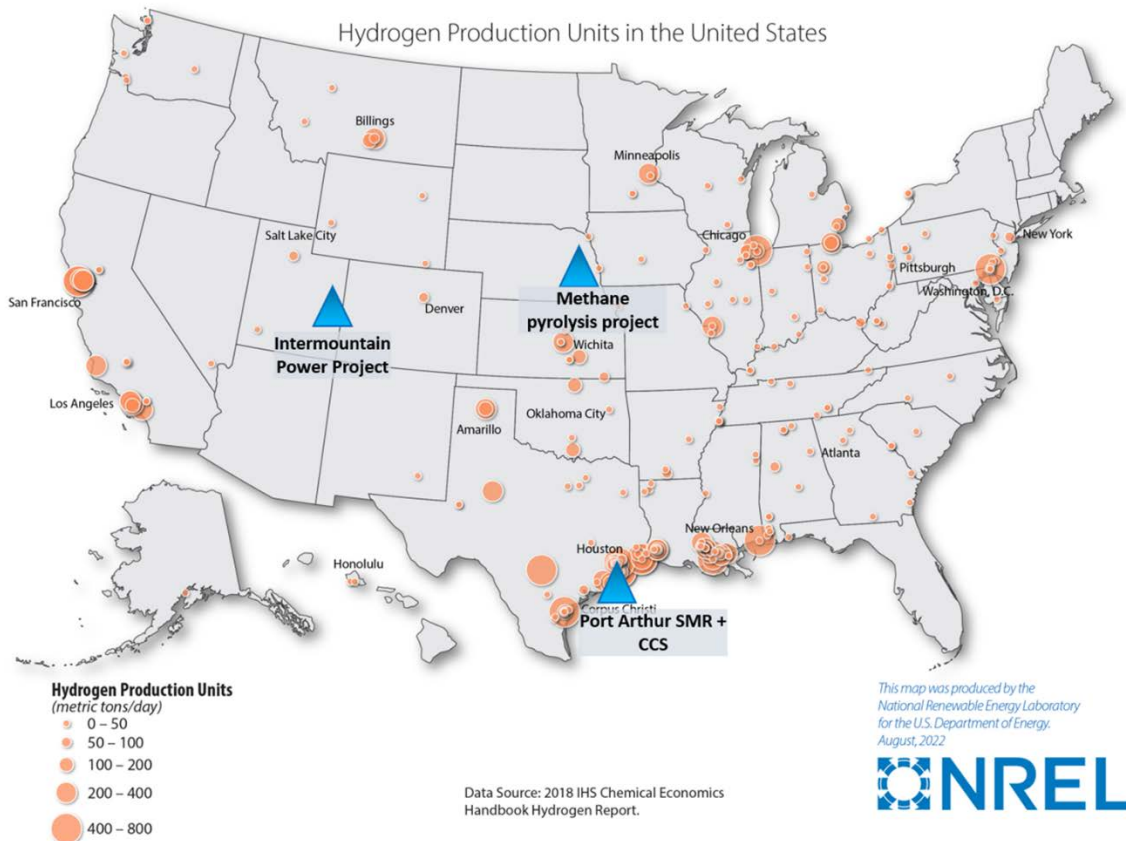 Hydrogen Production Units in the United States
Billings
Minneapolis
Salt Lake City
Chicago
New York
Pittsburgh
Washington, D.C.
San Francisco
Denver
Methane
pyrolysis project
Intermountain
Power Project
Wichita
Los Angeles
Amarillo
Oklahoma City
Atlanta
New Orleans
Houston
Honolulu
Corpus Christi
Port Arthur SMR +
CCS
Hydrogen Production Units
(metric tons/day)
0 – 50
50 – 100
100 – 200
200 – 400
400 – 800
Data Source: 2018 IHS Chemical Economics
Handbook Hydrogen Report.
This map was produced by the
National Renewable Energy Laboratory
for the U.S. Department of Energy.
August, 2022
NREL